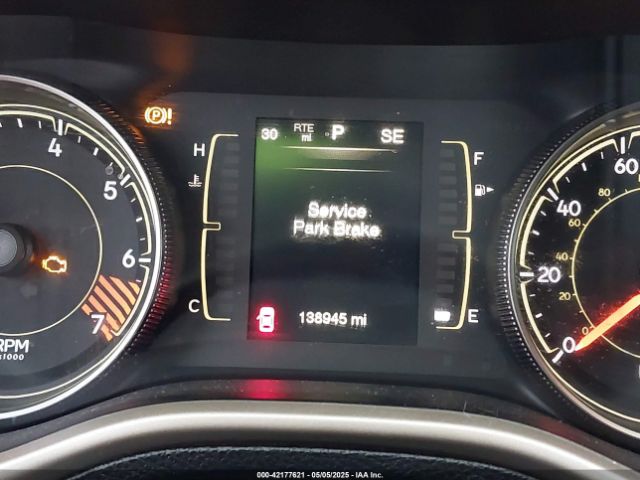 30 RTE mi P SE
P !
4
5
6
7
RPM
x1000
H
C
Service
Park Brake
138945 mi
F
E
60
40
20
0
80
60
40
20
0
000-42177621 - 05/05/2025 - IAA Inc.